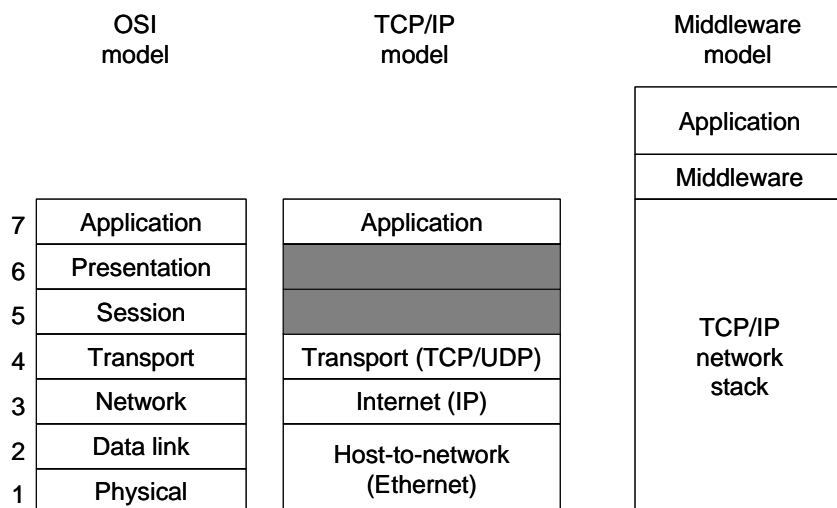 OSI
model
TCP/IP
model
Middleware
model
Application
Middleware
7
Application
Application
6
Presentation
5
Session
4
Transport
Transport (TCP/UDP)
3
Network
Internet (IP)
2
Data link
1
Physical
Host-to-network
(Ethernet)
TCP/IP
network
stack